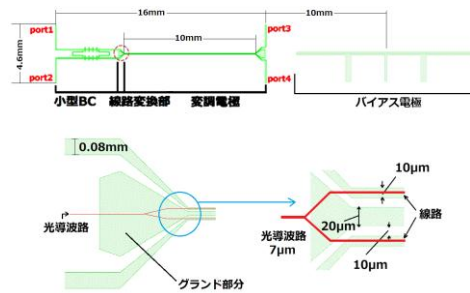 16mm
10mm
port1
port3
10mm
4.6mm
port2
port4
小型BC 線路変換部 変調電極
バイアス電極
0.08mm
10μm
光導波路
線路
20μm
光導波路
7μm
10μm
グランド部分